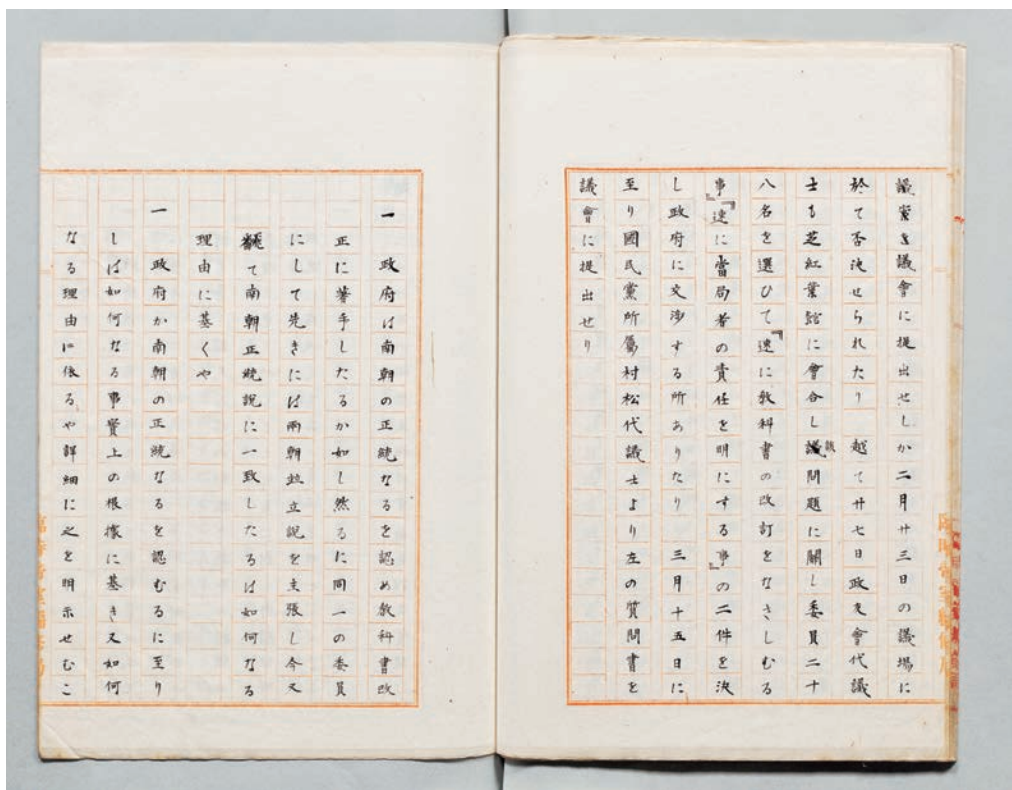 議案を議會に提出せしか二月廿三日の議場に
於て否決せられたり 越て廿七日政友會代議
士も芝紅葉館に會合し該問題に關し委員二十
八名を選ひて『速に敎科書の改訂をなさしむる
事』『速に當局者の責任を明にする事』の二件を決
し政府に交渉する所ありたり 三月十五日に
至り國民黨所屬村松代議士より左の質問書を
議會に提出せり
一 政府は南朝の正統なるを認め敎科書改
正に著手したるか如し然るに同一の委員
にして先きには兩朝並立說を主張し今又
飜て南朝正統說に一致したるは如何なる
理由に基くや
一 政府か南朝の正統なるを認むるに至り
しは如何なる事實上の根據に基き又如何
なる理由に依るや詳細に之を明示せむこ